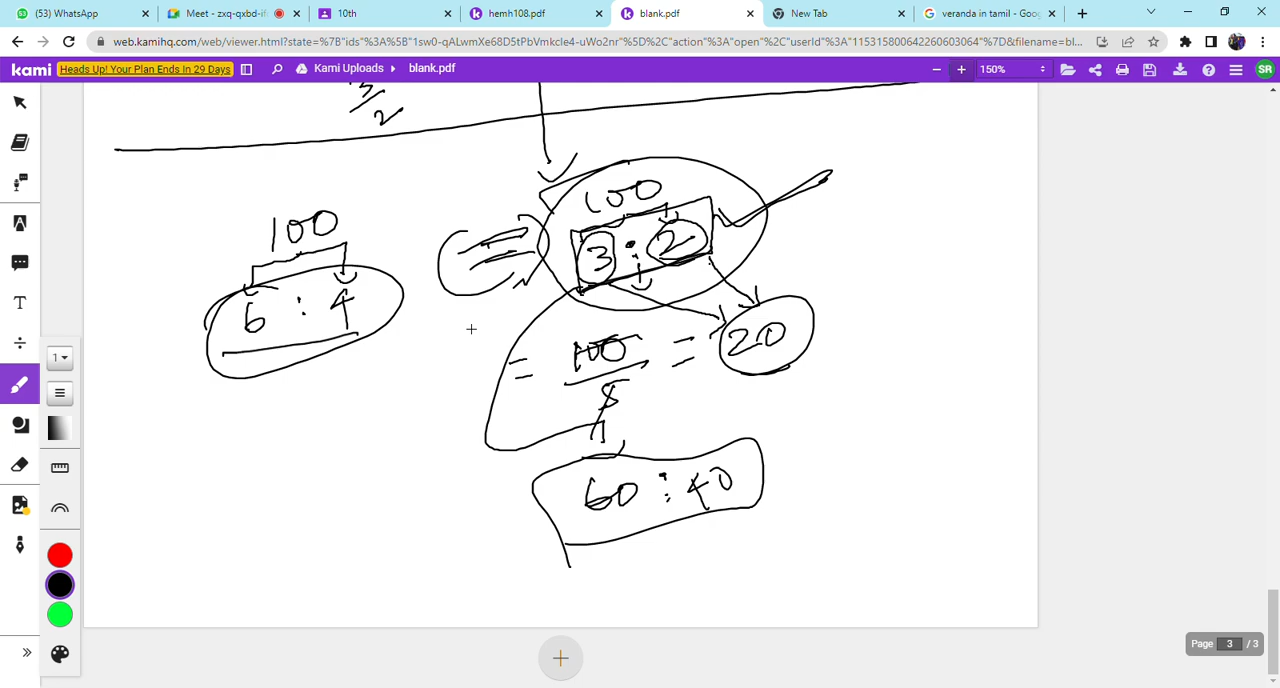 WhatsApp
Meet - zxq-qxbd-if
10th
hemh108.pdf
blank.pdf
New Tab
veranda in tamil - Goo
web.kamihq.com/web/viewer.html?state=%7B"ids"%3A%5B"1sw0-qALwmXe68D5tPbVmkcle4-uWo2nr"%5D%2C"action"%3A"open"%2C"userId"%3A"115315800642260603064"%7D&filename=bl...
kami
Heads Up! Your Plan Ends In 29 Days
Kami Uploads
blank.pdf
150%
SR
3
2
100
6 : 4
=
100
3 : 2
= 100 = 20
5
60 : 40
1
Page 3 / 3